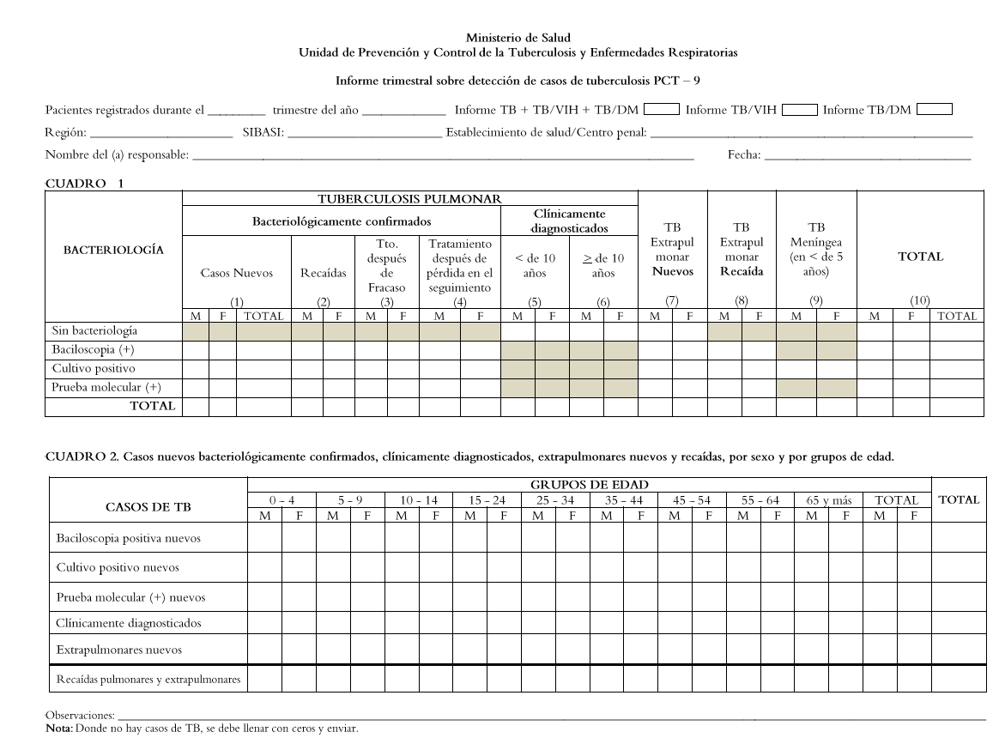 Ministerio de Salud
Unidad de Prevención y Control de la Tuberculosis y Enfermedades Respiratorias
Informe trimestral sobre detección de casos de tuberculosis PCT – 9
Pacientes registrados durante el _________ trimestre del año _____________ Informe TB + TB/VIH + TB/DM Informe TB/VIH Informe TB/DM
Región: ______________________ SIBASI: ________________________ Establecimiento de salud/Centro penal: __________________________________________________
Nombre del (a) responsable: ______________________________________________________________________________ Fecha: ________________________________
CUADRO 1
BACTERIOLOGÍA
TUBERCULOSIS PULMONAR
Bacteriológicamente confirmados
Clínicamente
diagnosticados
Casos Nuevos
(1)
Recaídas
(2)
Tto.
después
de
Fracaso
(3)
Tratamiento
después de
pérdida en el
seguimiento
(4)
< de 10
años
(5)
≥ de 10
años
(6)
TB
Extrapul
monar
Nuevos
(7)
TB
Extrapul
monar
Recaída
(8)
TB
Meníngea
(en < de 5
años)
(9)
TOTAL
(10)
M F TOTAL M F M F M F M F M F M F M F M F M F TOTAL
Sin bacteriología
Baciloscopia (+)
Cultivo positivo
Prueba molecular (+)
TOTAL
CUADRO 2. Casos nuevos bacteriológicamente confirmados, clínicamente diagnosticados, extrapulmonares nuevos y recaídas, por sexo y por grupos de edad.
CASOS DE TB
GRUPOS DE EDAD
TOTAL
0 – 4 5 – 9 10 – 14 15 – 24 25 – 34 35 – 44 45 – 54 55 – 64 65 y más TOTAL
M F M F M F M F M F M F M F M F M F M F
Baciloscopia positiva nuevos
Cultivo positivo nuevos
Prueba molecular (+) nuevos
Clínicamente diagnosticados
Extrapulmonares nuevos
Recaídas pulmonares y extrapulmonares
Observaciones: ______________________________________________________________________
Nota: Donde no hay casos de TB, se debe llenar con ceros y enviar.